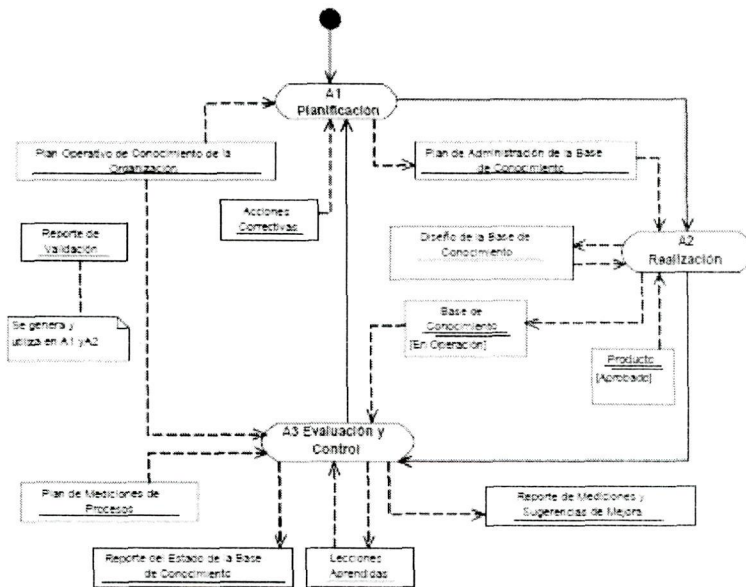 A1
Planificación
Plan Operativo de Conocimiento de la
Organización
Plan de Administración de la Base
de Conocimiento
Acciones
Correctivas
Reporte de
Validación
Diseño de la Base de
Conocimiento
A2
Realización
Se genera y
utiliza en A1 yA2
Base de
Conocimiento
[En Operación]
Producto
[Aprobado]
A3 Evaluación y
Control
Plan de Mediciones de
Procesos
Reporte de Mediciones y
Sugerencias de Mejora
Reporte del Estado de la Base
de Conocimiento
Lecciones
Aprendidas